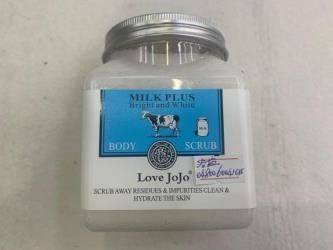 MILK PLUS
Bright and White
Milk
BODY SCRUB
Love JoJo®
SCRUB AWAY RESIDUES & IMPURITIES CLEAN &
HYDRATE THE SKIN